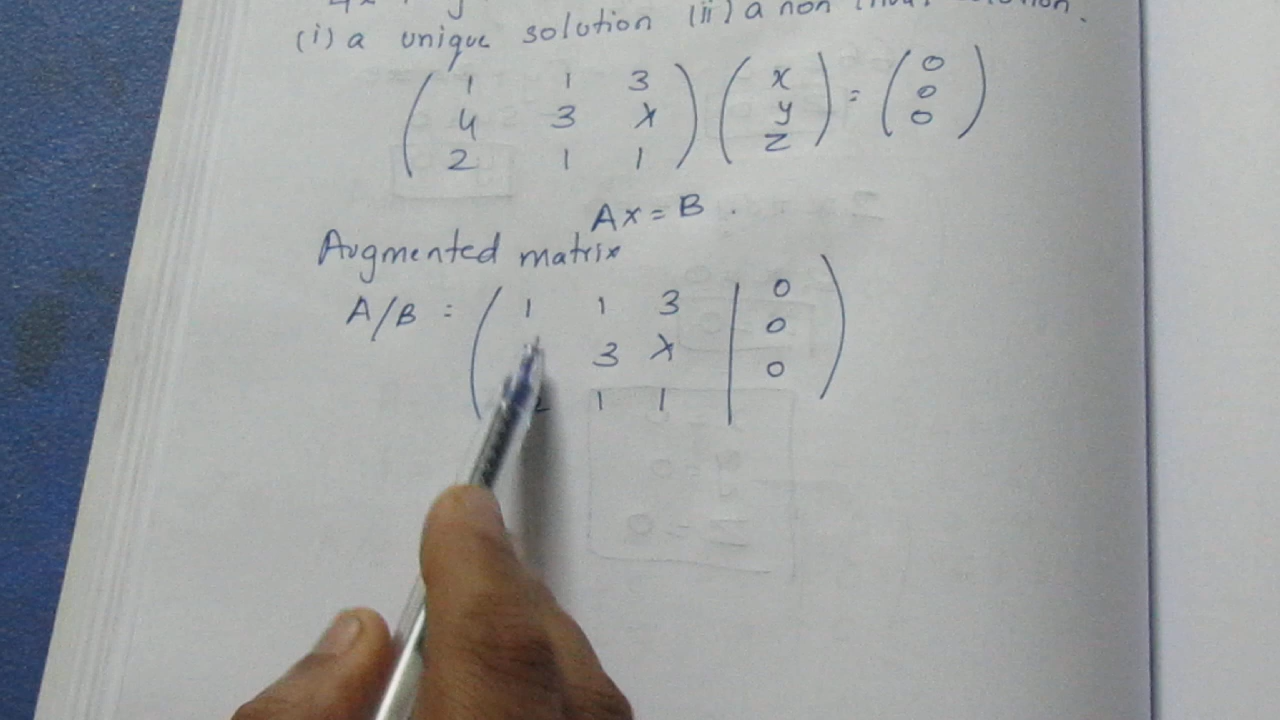 (i) a unique solution (ii) a non
( 1 1 3 ) ( x ) = ( 0 )
( 4 3 λ ) ( y ) ( 0 )
( 2 1 1 ) ( z ) ( 0 )
Ax = B .
Augmented matrix
A/B = ( 1 1 3 | 0 )
3 λ | 0
1 1 | 0